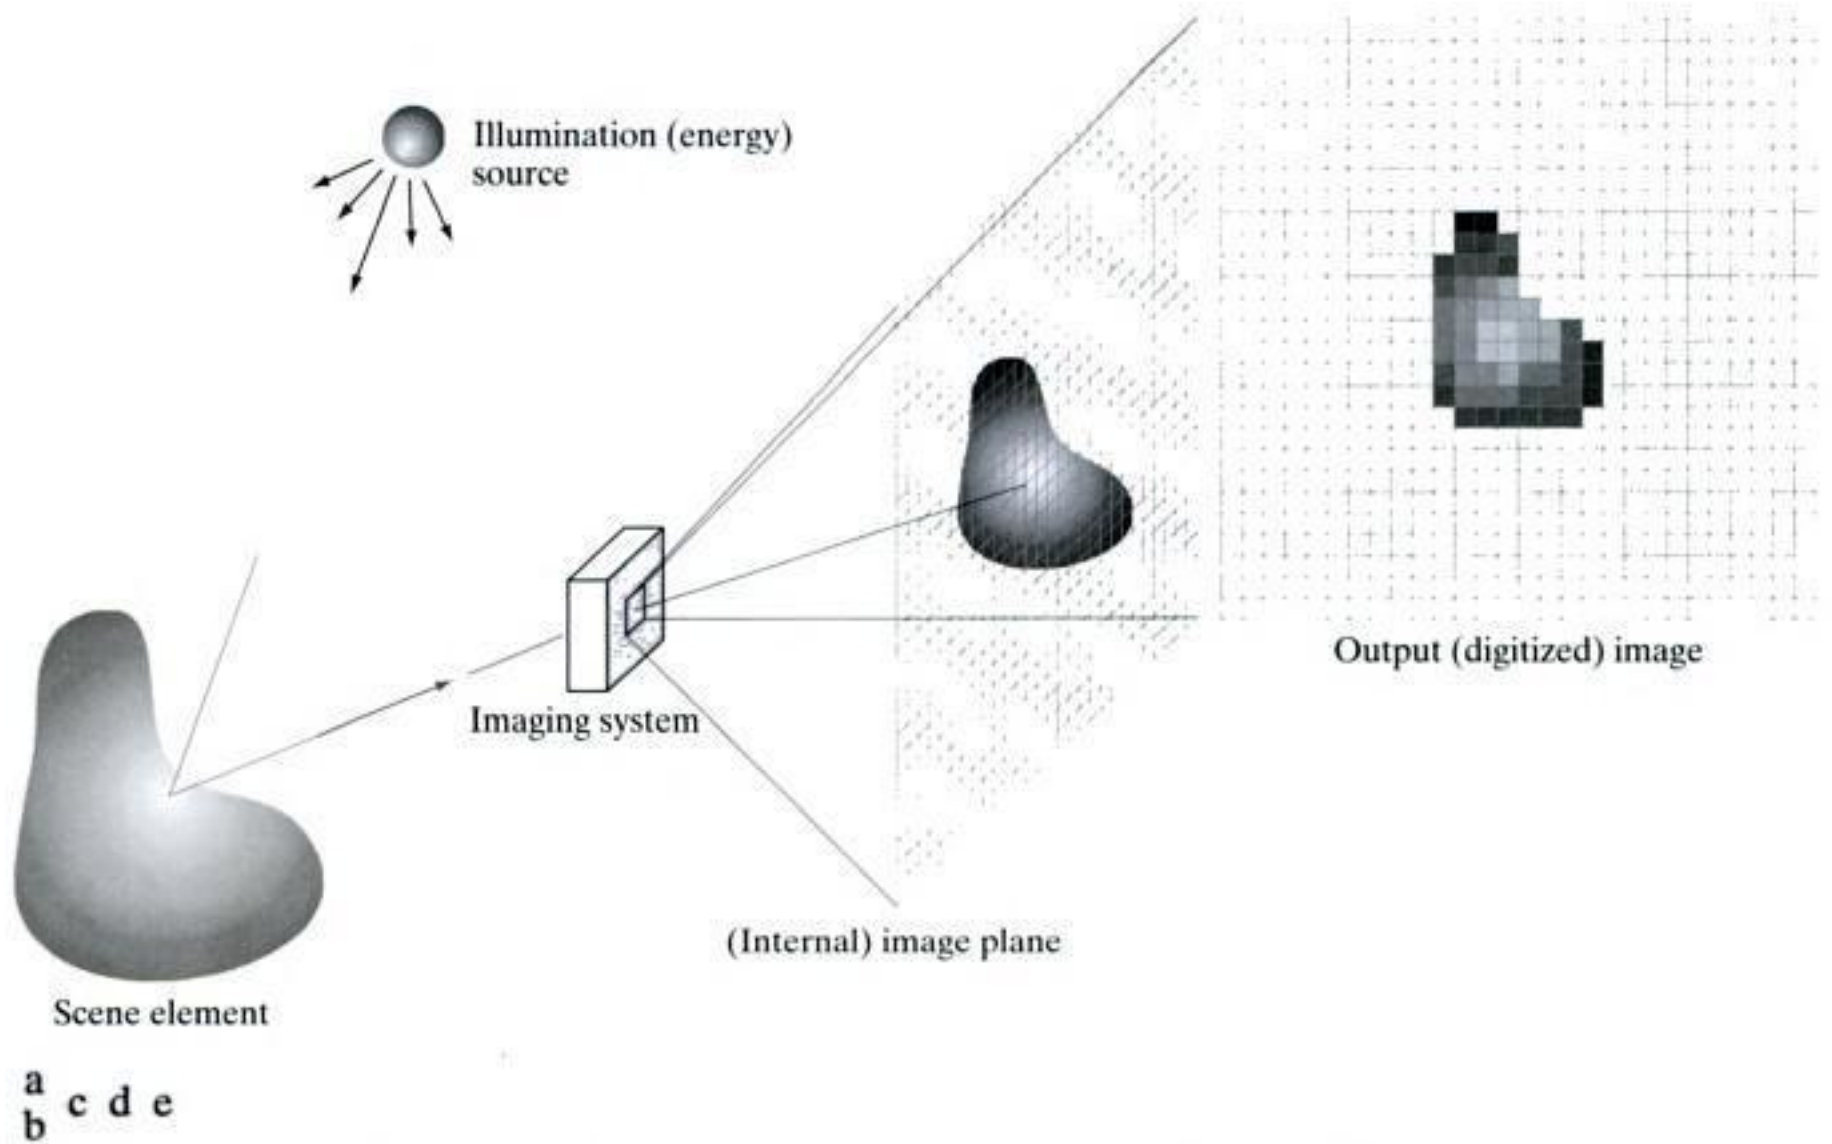 Illumination (energy)
source
Output (digitized) image
Imaging system
(Internal) image plane
Scene element
a
b
c d e